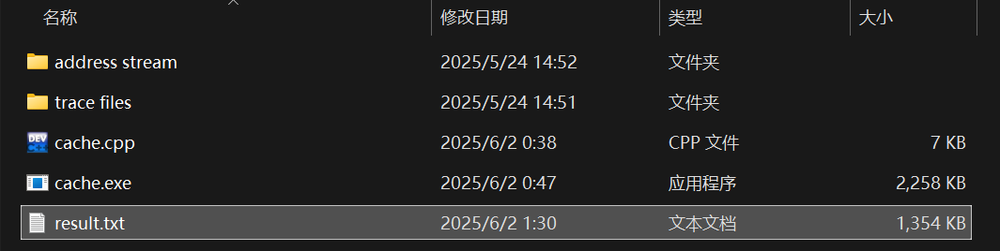 名称 修改日期 类型 大小
address stream 2025/5/24 14:52 文件夹
trace files 2025/5/24 14:51 文件夹
DEV C++ cache.cpp 2025/6/2 0:38 CPP 文件 7 KB
cache.exe 2025/6/2 0:47 应用程序 2,258 KB
result.txt 2025/6/2 1:30 文本文档 1,354 KB